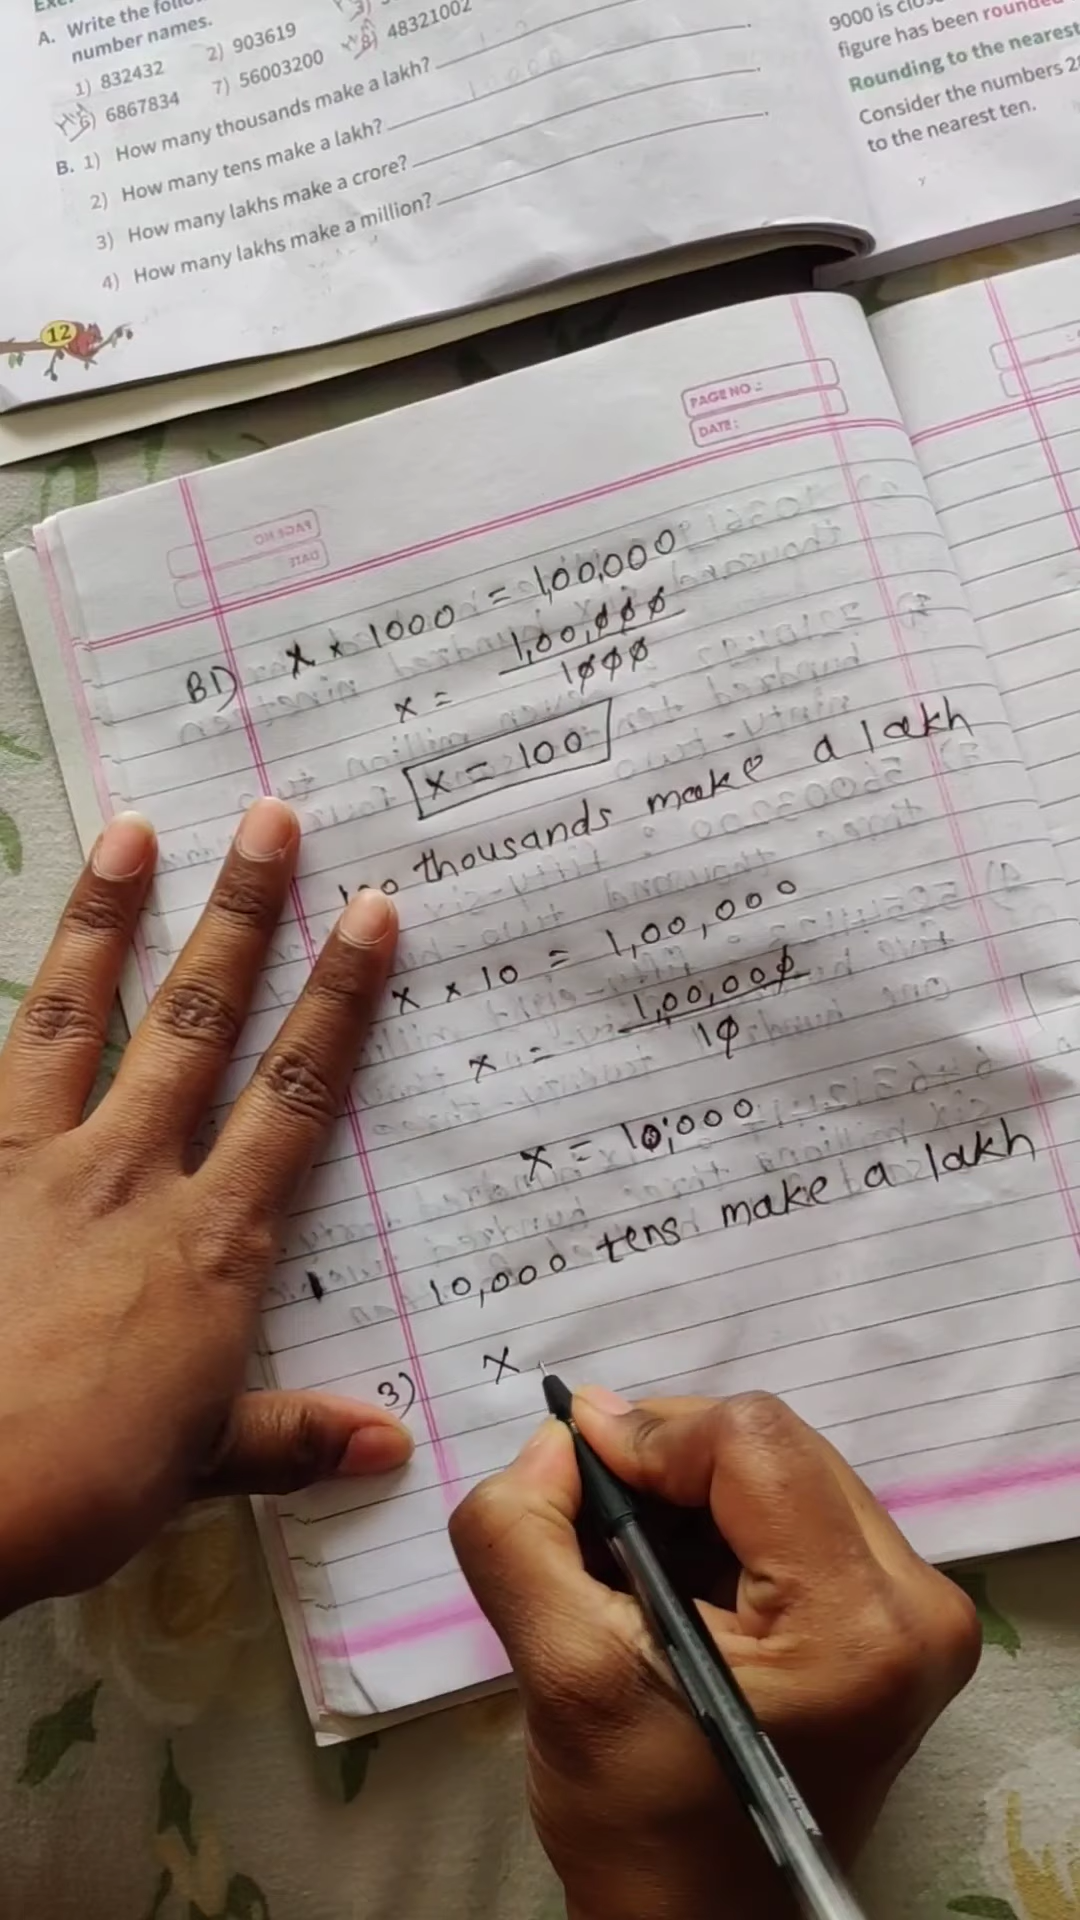 A. Write the
number names.
1) 832432
2) 903619
6) 6867834
7) 56003200
8) 48321002
B. 1) How many thousands make a lakh?
2) How many tens make a lakh?
3) How many lakhs make a crore?
4) How many lakhs make a million?
12
9000 is
figure has been rounded
Rounding to the nearest
Consider the numbers
to the nearest ten.
PAGE NO.:
DATE:
B1) x × 1000 = 1,00,000
x = 1,00,000
1000
x = 100
100 thousands make a lakh
x × 10 = 1,00,000
x = 1,00,000
10
x = 10,000
10,000 tens make a lakh
3) x